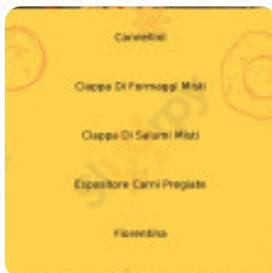 Cannellini
Ciappa Di Formaggi Misti
Ciappa Di Salumi Misti
Espositore Carni Pregiate
Fiorentina